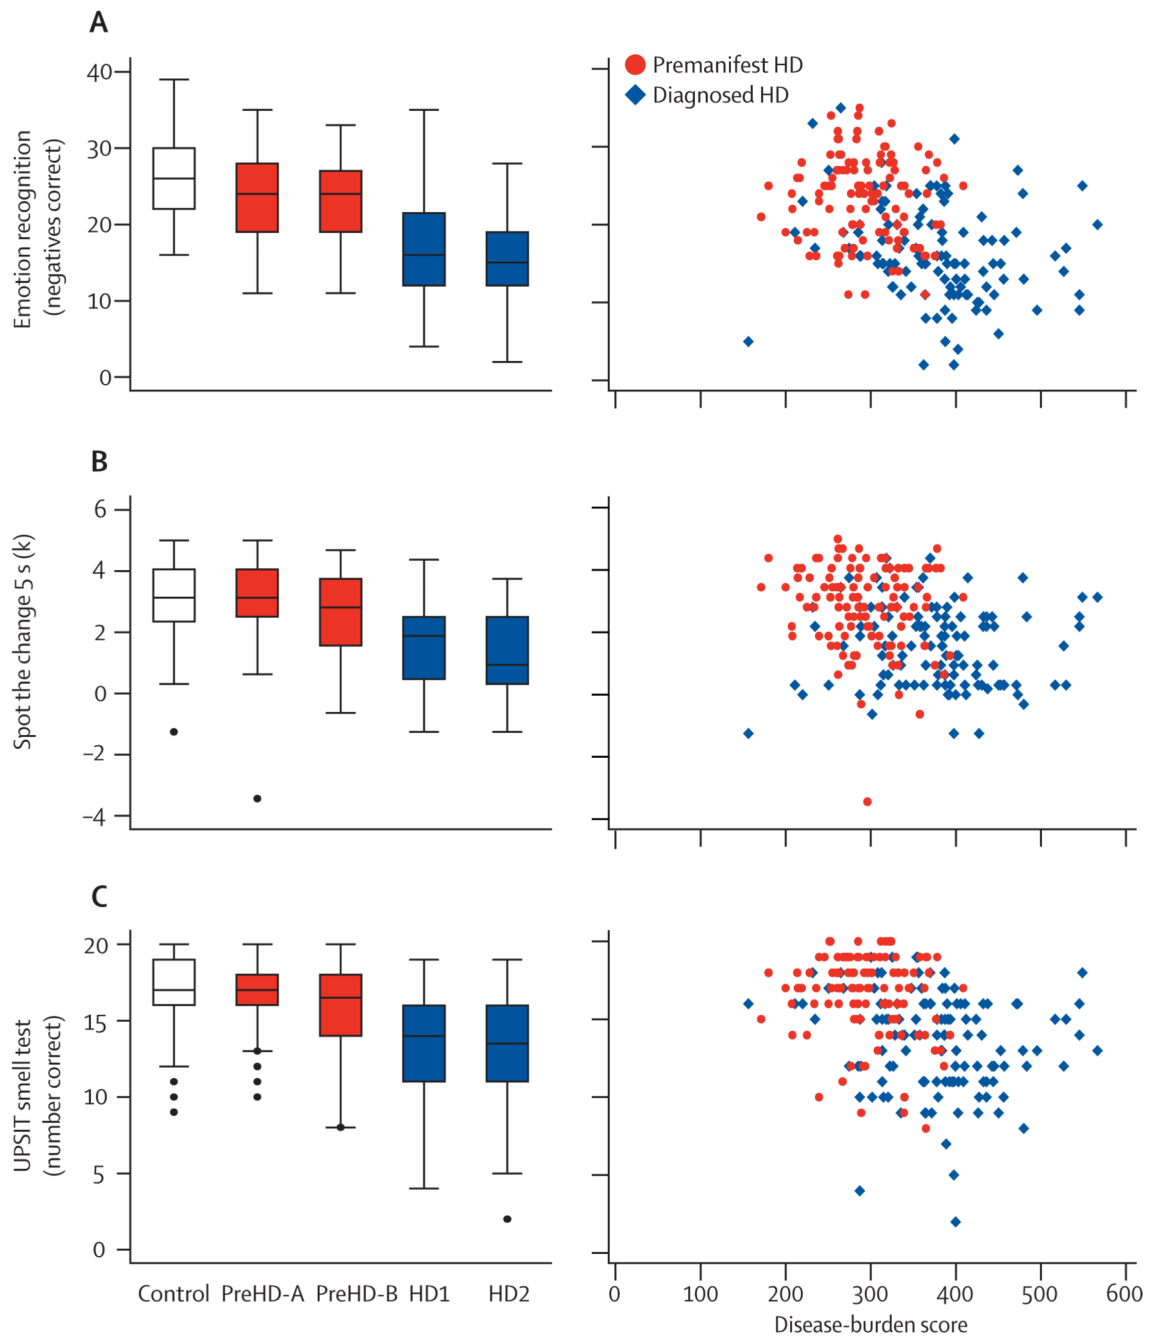 A
Emotion recognition
(negatives correct)
40
30
20
10
0
Premanifest HD
Diagnosed HD
B
Spot the change 5 s (k)
6
4
2
0
−2
−4
C
UPSIT smell test
(number correct)
20
15
10
5
0
Control PreHD-A PreHD-B HD1 HD2
0 100 200 300 400 500 600
Disease-burden score